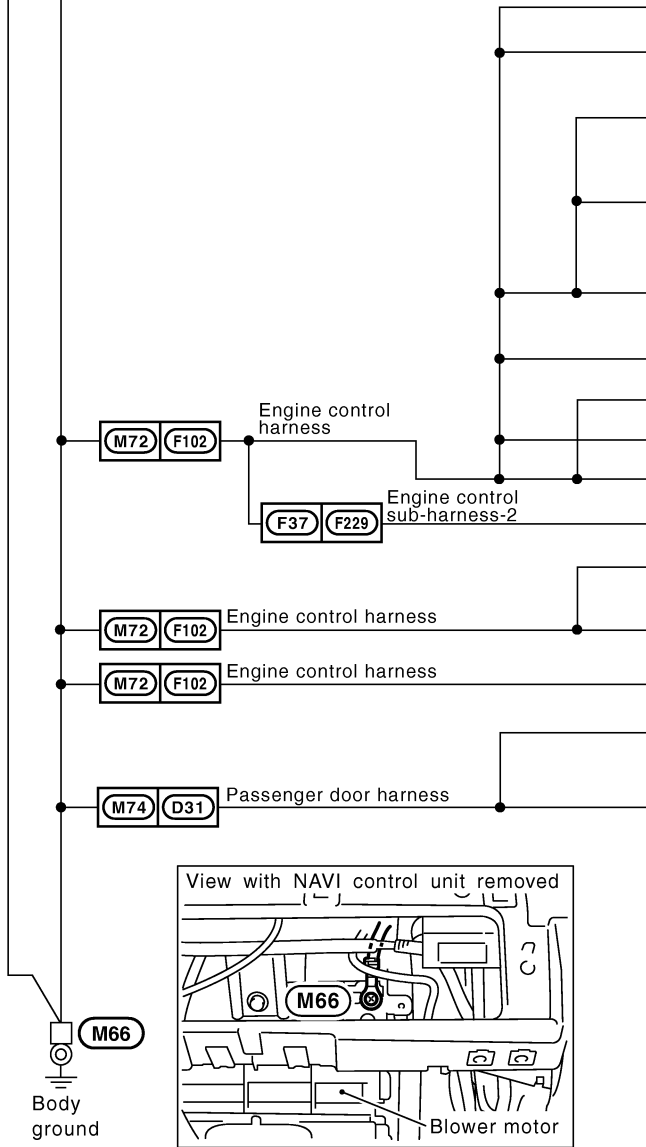 Engine control
harness
M72 F102
Engine control
sub-harness-2
F37 F229
Engine control harness
M72 F102
Engine control harness
M72 F102
Passenger door harness
M74 D31
View with NAVI control unit removed
M66
M66
Body
ground
Blower motor